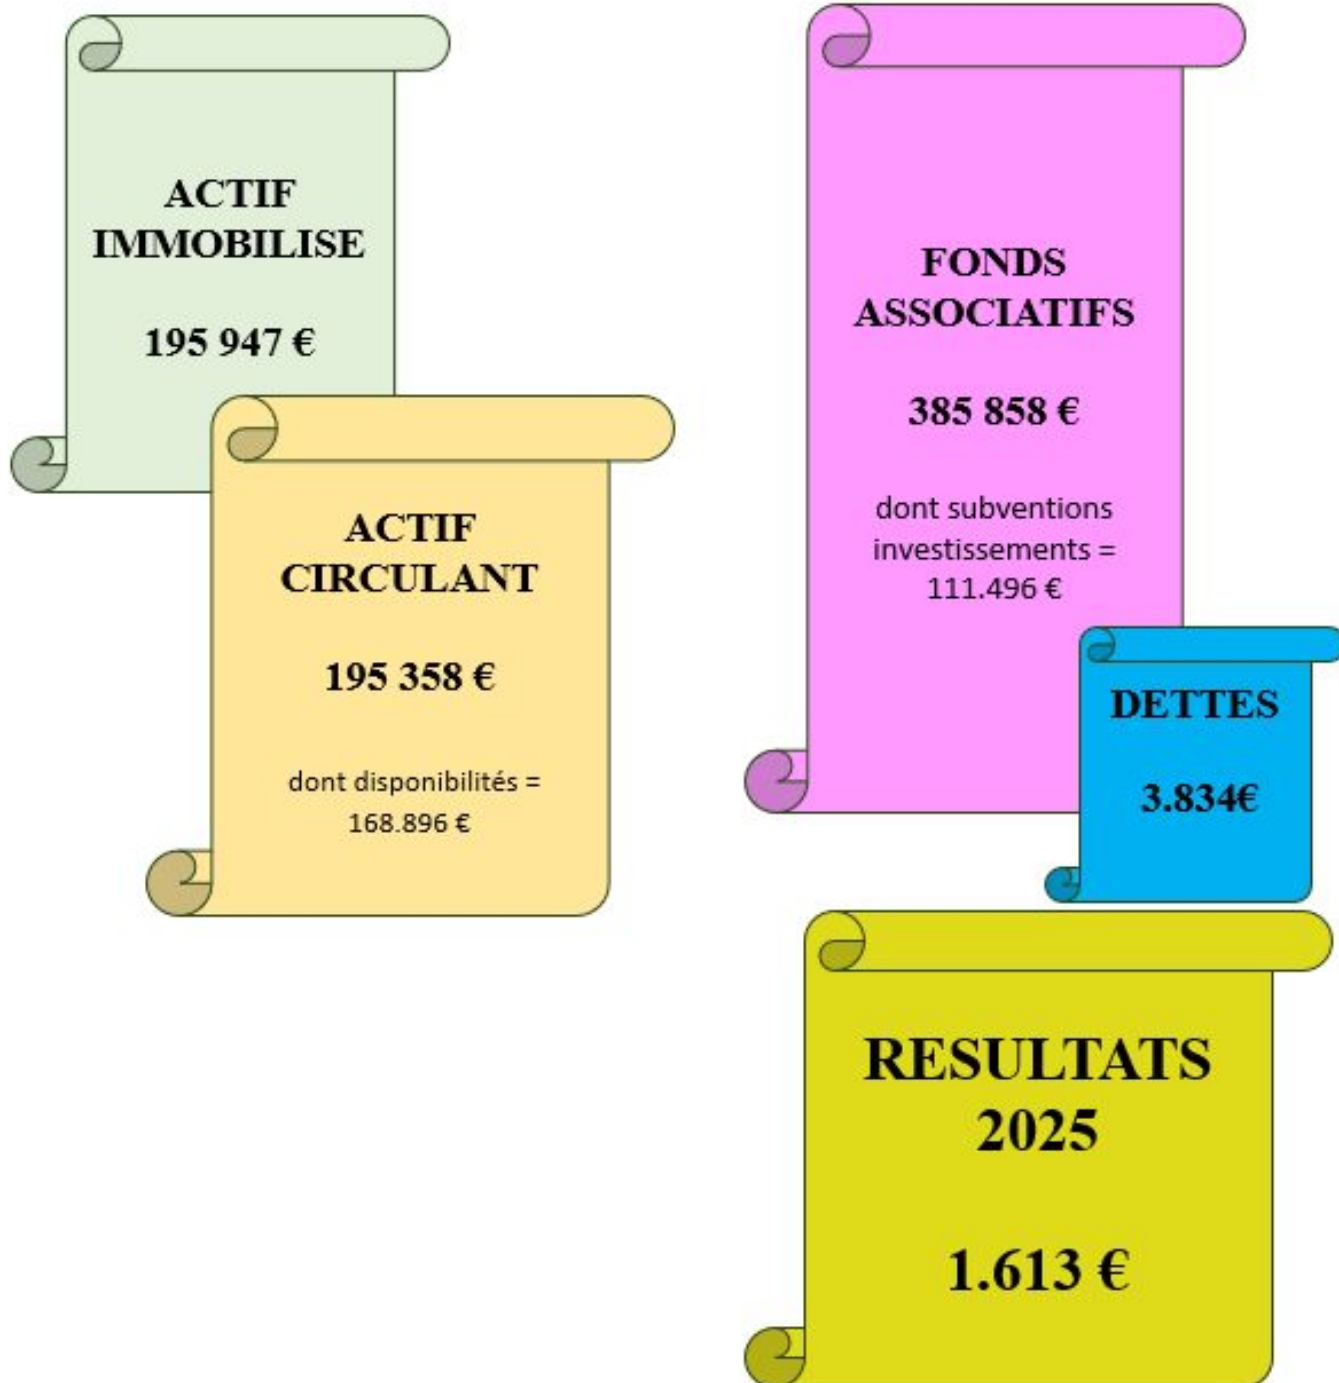 ACTIF
IMMOBILISE
195 947 €
ACTIF
CIRCULANT
195 358 €
dont disponibilités =
168.896 €
FONDS
ASSOCIATIFS
385 858 €
dont subventions
investissements =
111.496 €
DETTES
3.834€
RESULTATS
2025
1.613 €